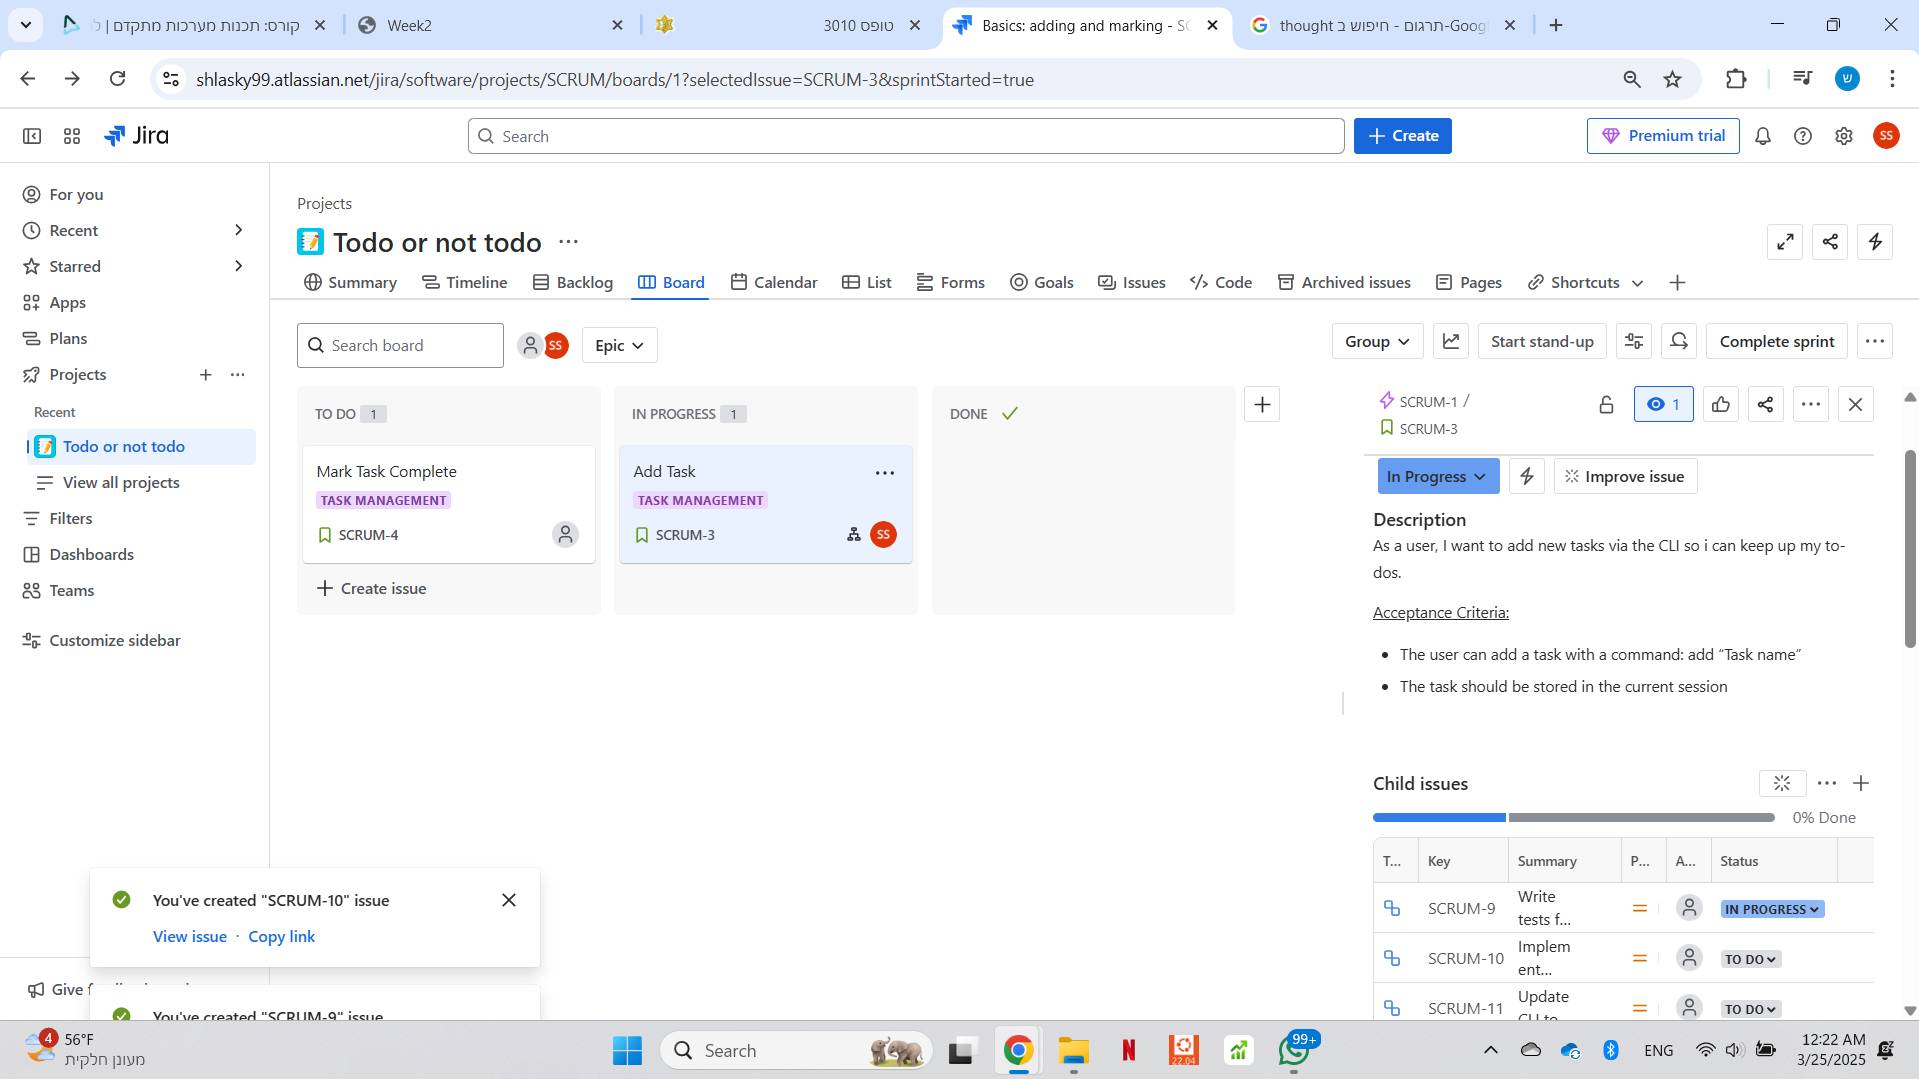 קורס: תכנות מערכות מתקדם | ל
Week2
טופס 3010
Basics: adding and marking - SC
תרגום - חיפוש ב thought-Goog
shlasky99.atlassian.net/jira/software/projects/SCRUM/boards/1?selectedIssue=SCRUM-3&sprintStarted=true
ש
Jira
Search
Create
Premium trial
SS
For you
Recent
Starred
Apps
Plans
Projects
Recent
Todo or not todo
View all projects
Filters
Dashboards
Teams
Customize sidebar
Projects
Todo or not todo
Summary
Timeline
Backlog
Board
Calendar
List
Forms
Goals
Issues
Code
Archived issues
Pages
Shortcuts
Search board
SS
Epic
Group
Start stand-up
Complete sprint
TO DO 1
Mark Task Complete
TASK MANAGEMENT
SCRUM-4
Create issue
IN PROGRESS 1
Add Task
TASK MANAGEMENT
SCRUM-3
SS
DONE
SCRUM-1 /
SCRUM-3
1
In Progress
Improve issue
Description
As a user, I want to add new tasks via the CLI so i can keep up my to-
dos.
Acceptance Criteria:
The user can add a task with a command: add “Task name”
The task should be stored in the current session
Child issues
0% Done
T... Key Summary P... A... Status
SCRUM-9 Write tests f... IN PROGRESS
SCRUM-10 Implem ent... TO DO
SCRUM-11 Update CLI to TO DO
You've created "SCRUM-10" issue
View issue · Copy link
Give
You've created "SCRUM-9" issue
4
56°F
מעונן חלקית
Search
22.04
99+
ENG
12:22 AM
3/25/2025